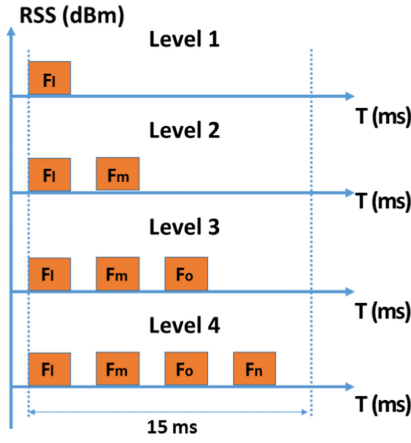 RSS (dBm)
Level 1
Fl
T (ms)
Level 2
Fl Fm
T (ms)
Level 3
Fl Fm Fo
T (ms)
Level 4
Fl Fm Fo Fn
T (ms)
15 ms